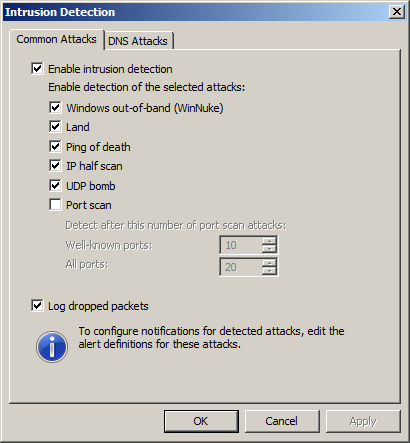 Intrusion Detection
Common Attacks
DNS Attacks
Enable intrusion detection
Enable detection of the selected attacks:
Windows out-of-band (WinNuke)
Land
Ping of death
IP half scan
UDP bomb
Port scan
Detect after this number of port scan attacks:
Well-known ports: 10
All ports: 20
Log dropped packets
To configure notifications for detected attacks, edit the
alert definitions for these attacks.
OK Cancel Apply